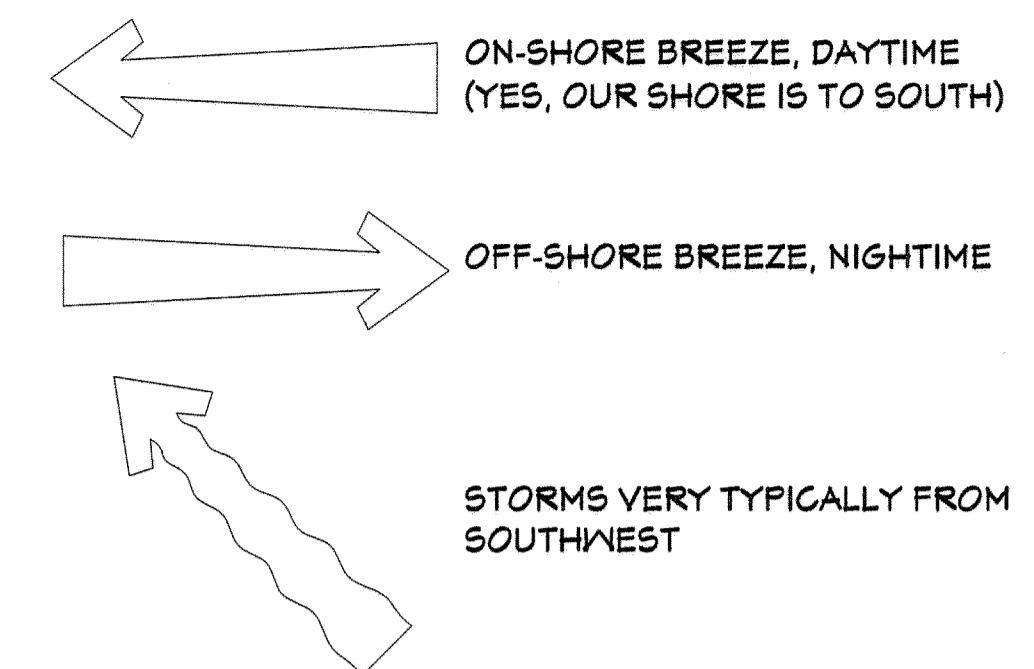 ON-SHORE BREEZE, DAYTIME
(YES, OUR SHORE IS TO SOUTH)
OFF-SHORE BREEZE, NIGHTIME
STORMS VERY TYPICALLY FROM
SOUTHWEST